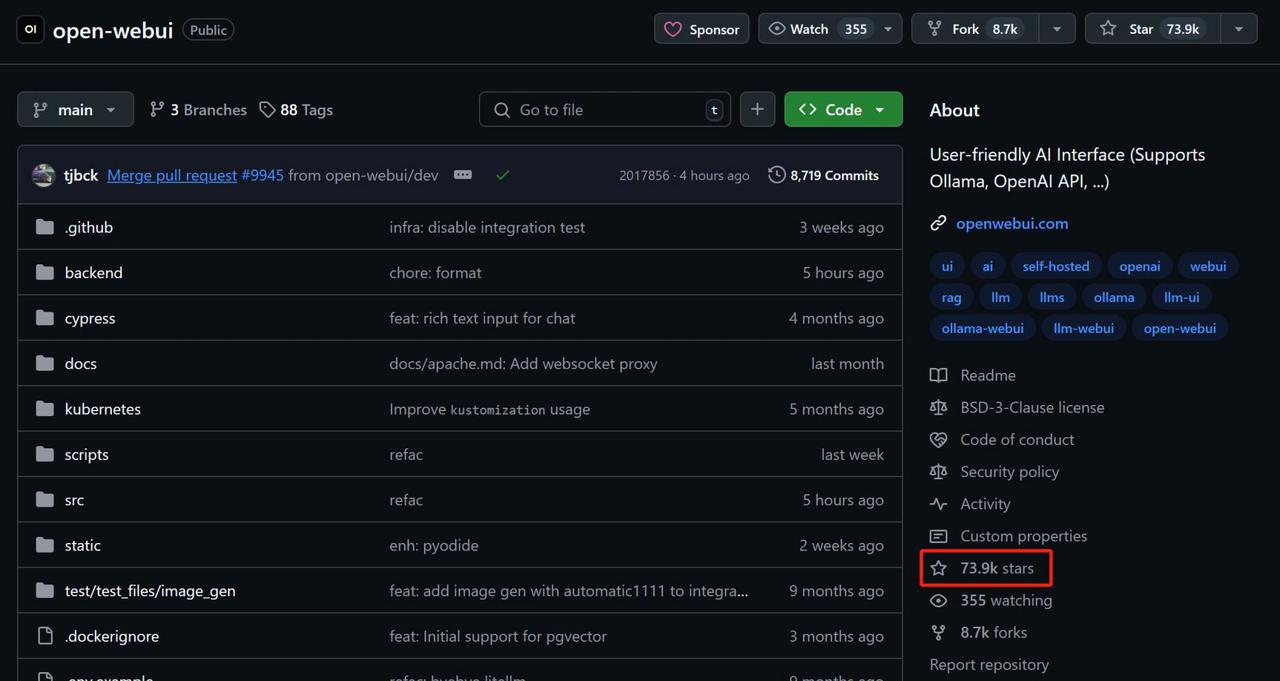 OI open-webui Public Sponsor Watch 355 Fork 8.7k Star 73.9k
main 3 Branches 88 Tags Go to file t + <> Code
tjbck Merge pull request #9945 from open-webui/dev 2017856 · 4 hours ago 8,719 Commits
.github infra: disable integration test 3 weeks ago
backend chore: format 5 hours ago
cypress feat: rich text input for chat 4 months ago
docs docs/apache.md: Add websocket proxy last month
kubernetes Improve kustomization usage 5 months ago
scripts refac last week
src refac 5 hours ago
static enh: pyodide 2 weeks ago
test/test_files/image_gen feat: add image gen with automatic1111 to integra... 9 months ago
.dockerignore feat: Initial support for pgvector 3 months ago
.env.example refac: byebye litellm 9 months ago
About
User-friendly AI Interface (Supports
Ollama, OpenAI API, ...)
openwebui.com
ui ai self-hosted openai webui
rag llm llms ollama llm-ui
ollama-webui llm-webui open-webui
Readme
BSD-3-Clause license
Code of conduct
Security policy
Activity
Custom properties
73.9k stars
355 watching
8.7k forks
Report repository